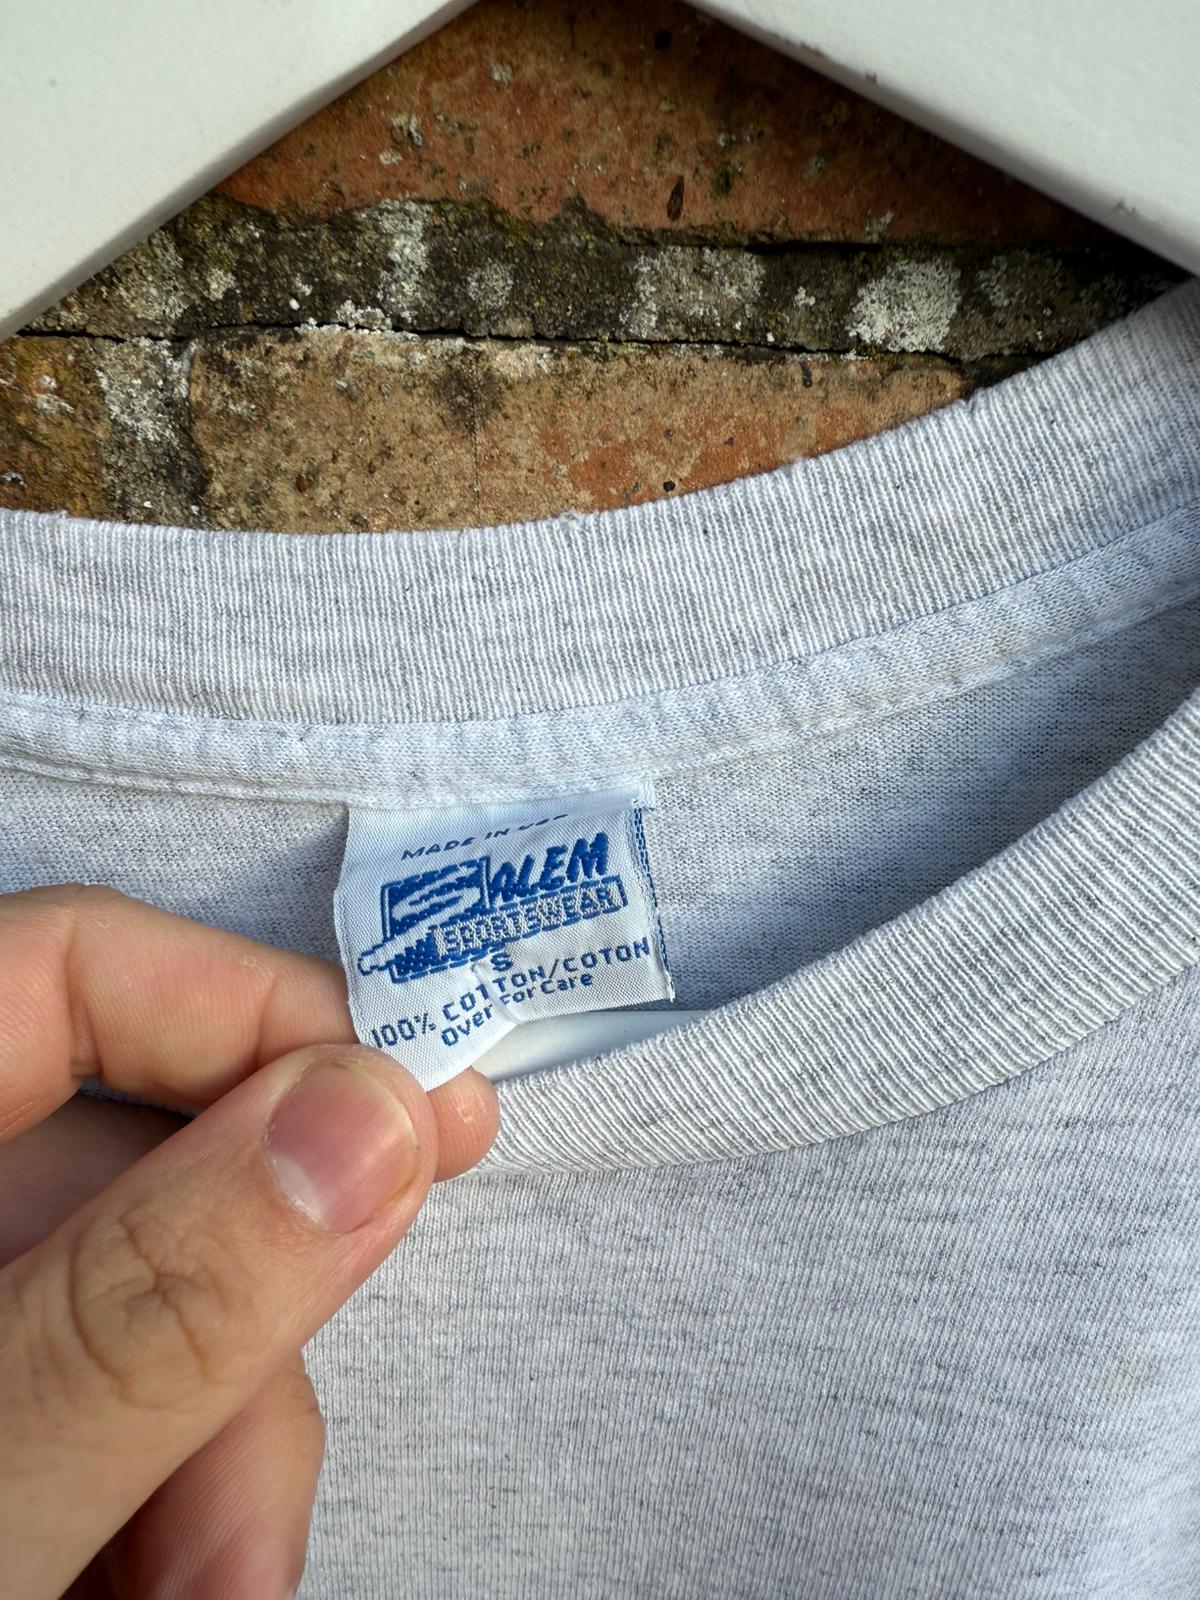 MADE IN USA
SALEM
SPORTSWEAR
S
100% COTTON/COTON
Over For Care